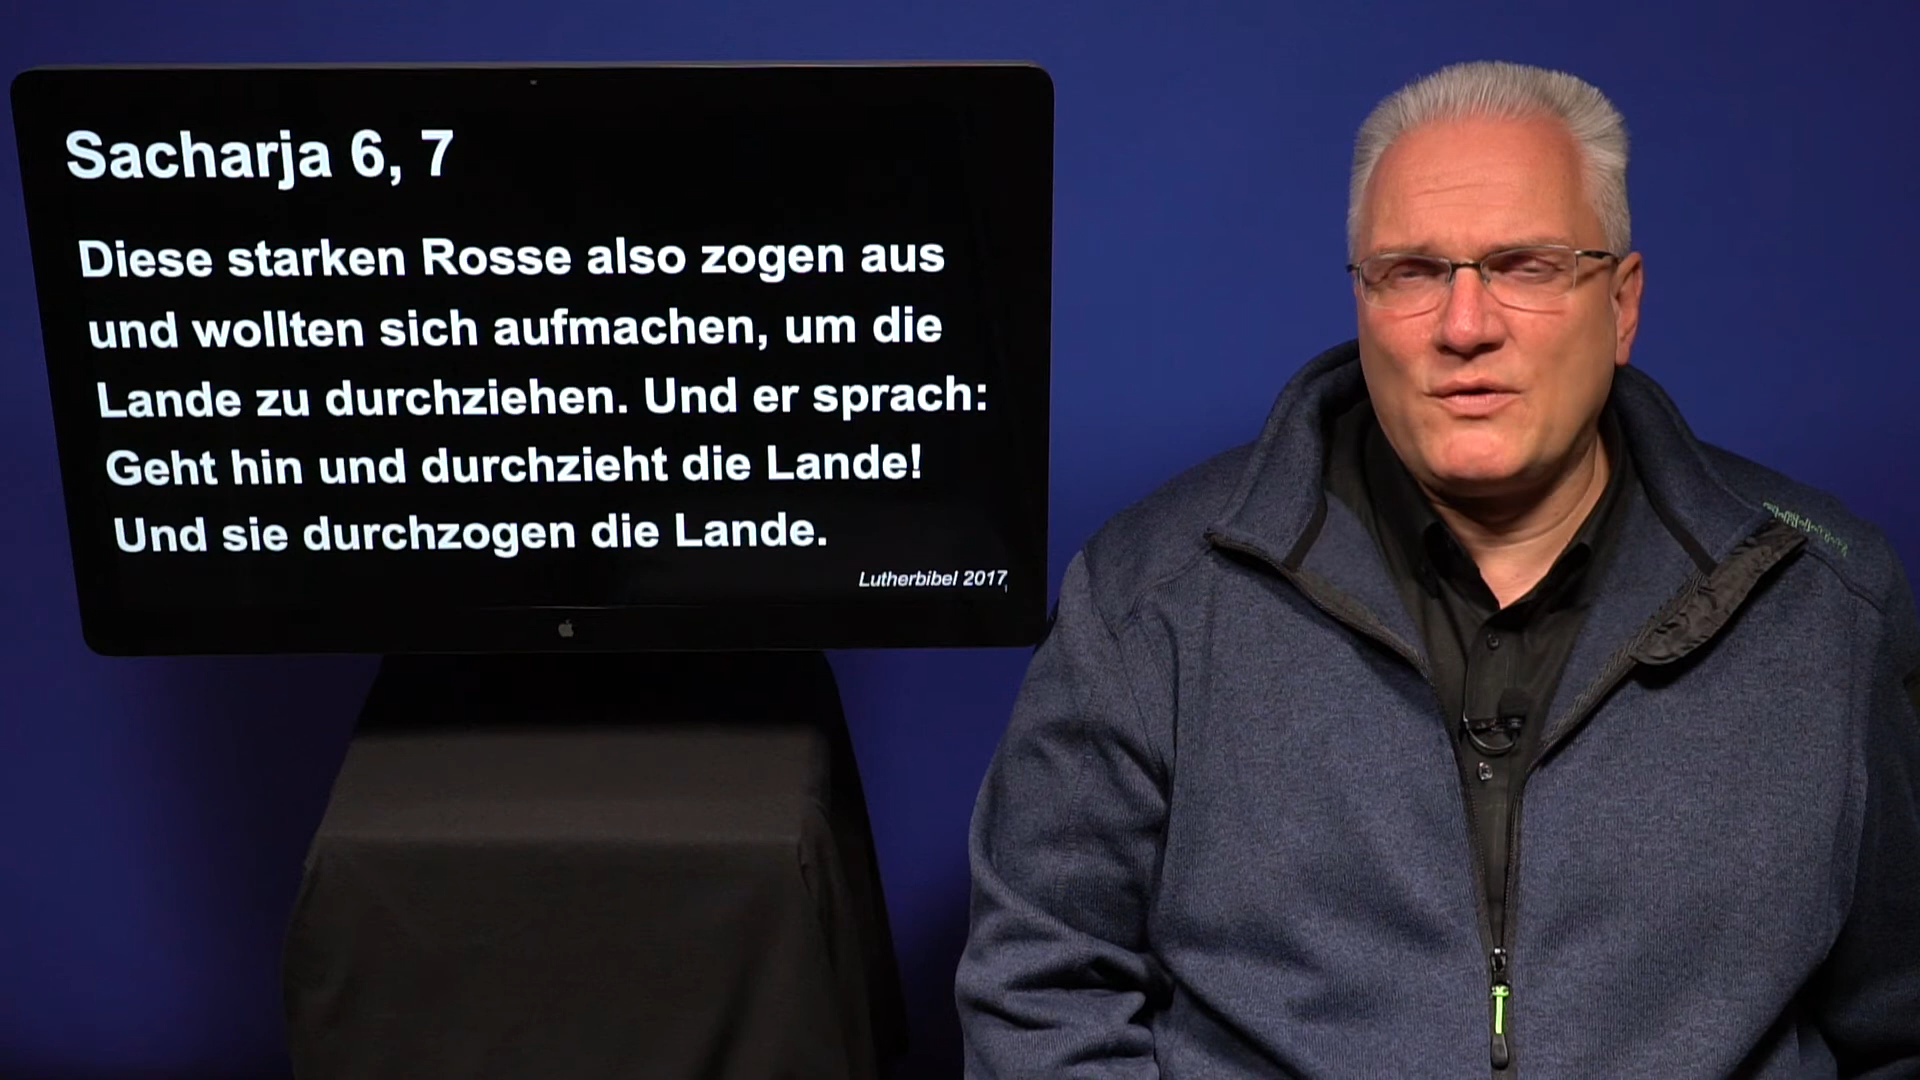 Sacharja 6, 7
Diese starken Rosse also zogen aus
und wollten sich aufmachen, um die
Lande zu durchziehen. Und er sprach:
Geht hin und durchzieht die Lande!
Und sie durchzogen die Lande.
Lutherbibel 2017